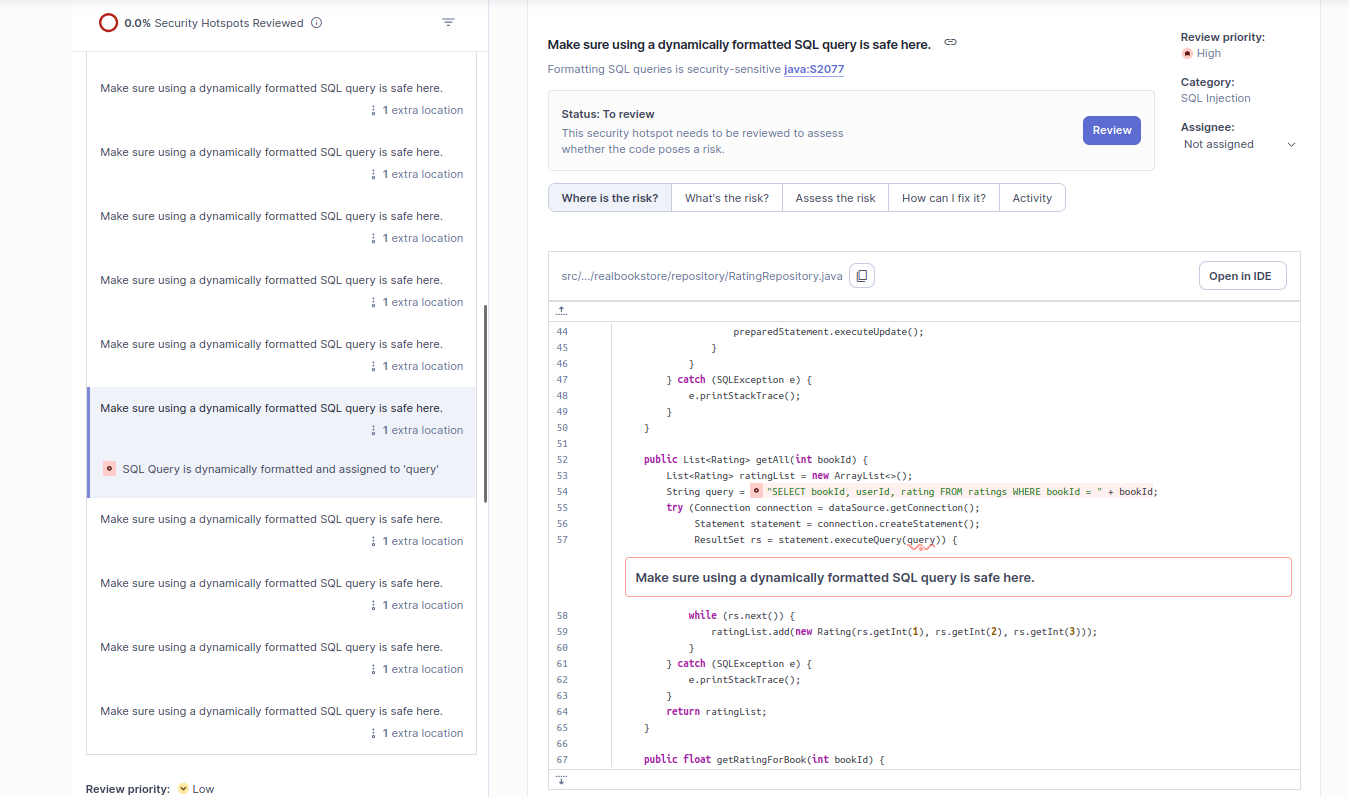 0.0% Security Hotspots Reviewed
Make sure using a dynamically formatted SQL query is safe here.
1 extra location
Make sure using a dynamically formatted SQL query is safe here.
1 extra location
Make sure using a dynamically formatted SQL query is safe here.
1 extra location
Make sure using a dynamically formatted SQL query is safe here.
1 extra location
Make sure using a dynamically formatted SQL query is safe here.
1 extra location
Make sure using a dynamically formatted SQL query is safe here.
1 extra location
SQL Query is dynamically formatted and assigned to 'query'
Make sure using a dynamically formatted SQL query is safe here.
1 extra location
Make sure using a dynamically formatted SQL query is safe here.
1 extra location
Make sure using a dynamically formatted SQL query is safe here.
1 extra location
Make sure using a dynamically formatted SQL query is safe here.
1 extra location
Review priority: Low
Make sure using a dynamically formatted SQL query is safe here.
Formatting SQL queries is security-sensitive java:S2077
Status: To review
This security hotspot needs to be reviewed to assess
whether the code poses a risk.
Review
Review priority:
High
Category:
SQL Injection
Assignee:
Not assigned
Where is the risk?
What's the risk?
Assess the risk
How can I fix it?
Activity
src/.../realbookstore/repository/RatingRepository.java
Open in IDE
44 preparedStatement.executeUpdate();
45 }
46 }
47 } catch (SQLException e) {
48 e.printStackTrace();
49 }
50 }
51
52 public List<Rating> getAll(int bookId) {
53 List<Rating> ratingList = new ArrayList<>();
54 String query = "SELECT bookId, userId, rating FROM ratings WHERE bookId = " + bookId;
55 try (Connection connection = dataSource.getConnection();
56 Statement statement = connection.createStatement();
57 ResultSet rs = statement.executeQuery(query)) {
Make sure using a dynamically formatted SQL query is safe here.
58 while (rs.next()) {
59 ratingList.add(new Rating(rs.getInt(1), rs.getInt(2), rs.getInt(3)));
60 }
61 } catch (SQLException e) {
62 e.printStackTrace();
63 }
64 return ratingList;
65 }
66
67 public float getRatingForBook(int bookId) {